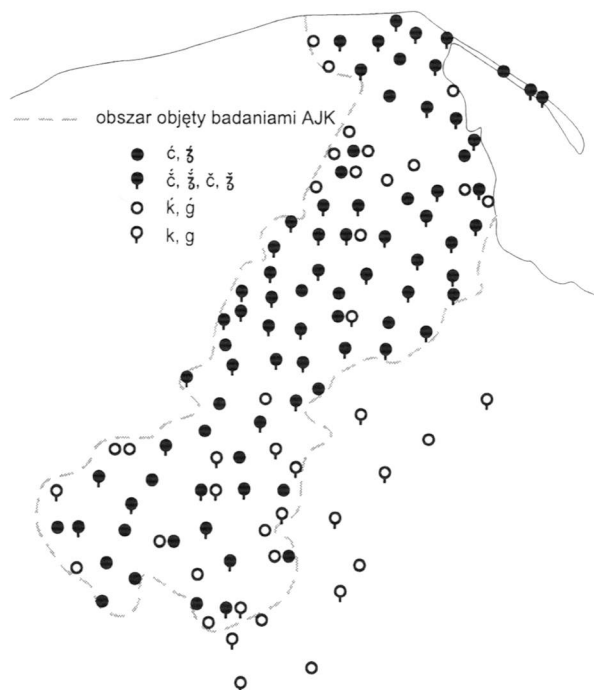 obszar objęty badaniami AJK
ć, ʒ́
č́, ǯ́, č, ǯ
ḱ, ǵ
k, g